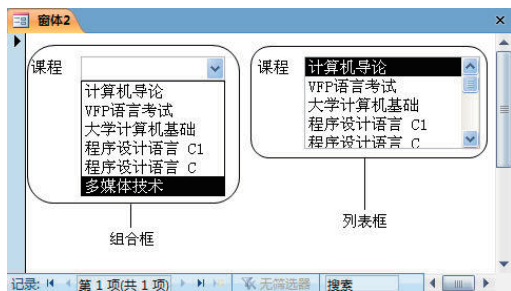 窗体2
课程
计算机导论
VFP语言考试
大学计算机基础
程序设计语言 C1
程序设计语言 C
多媒体技术
组合框
课程
计算机导论
VFP语言考试
大学计算机基础
程序设计语言 C1
程序设计语言 C
列表框
记录: 第 1 项(共 1 项) 无筛选器 搜索